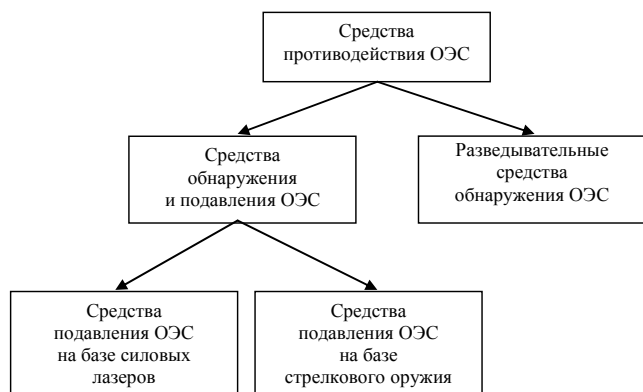 Средства
противодействия ОЭС
Средства
обнаружения
и подавления ОЭС
Разведывательные
средства
обнаружения ОЭС
Средства
подавления ОЭС
на базе силовых
лазеров
Средства
подавления ОЭС
на базе
стрелкового оружия